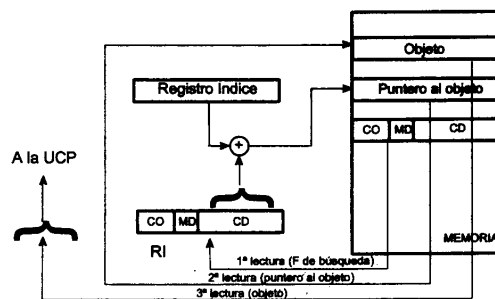 Objeto
Registro Indice
Puntero al objeto
CO MD CD
+
A la UCP
CO MD CD
RI
MEMORIA
1ª lectura (F de búsqueda)
2ª lectura (puntero al objeto)
3ª lectura (objeto)